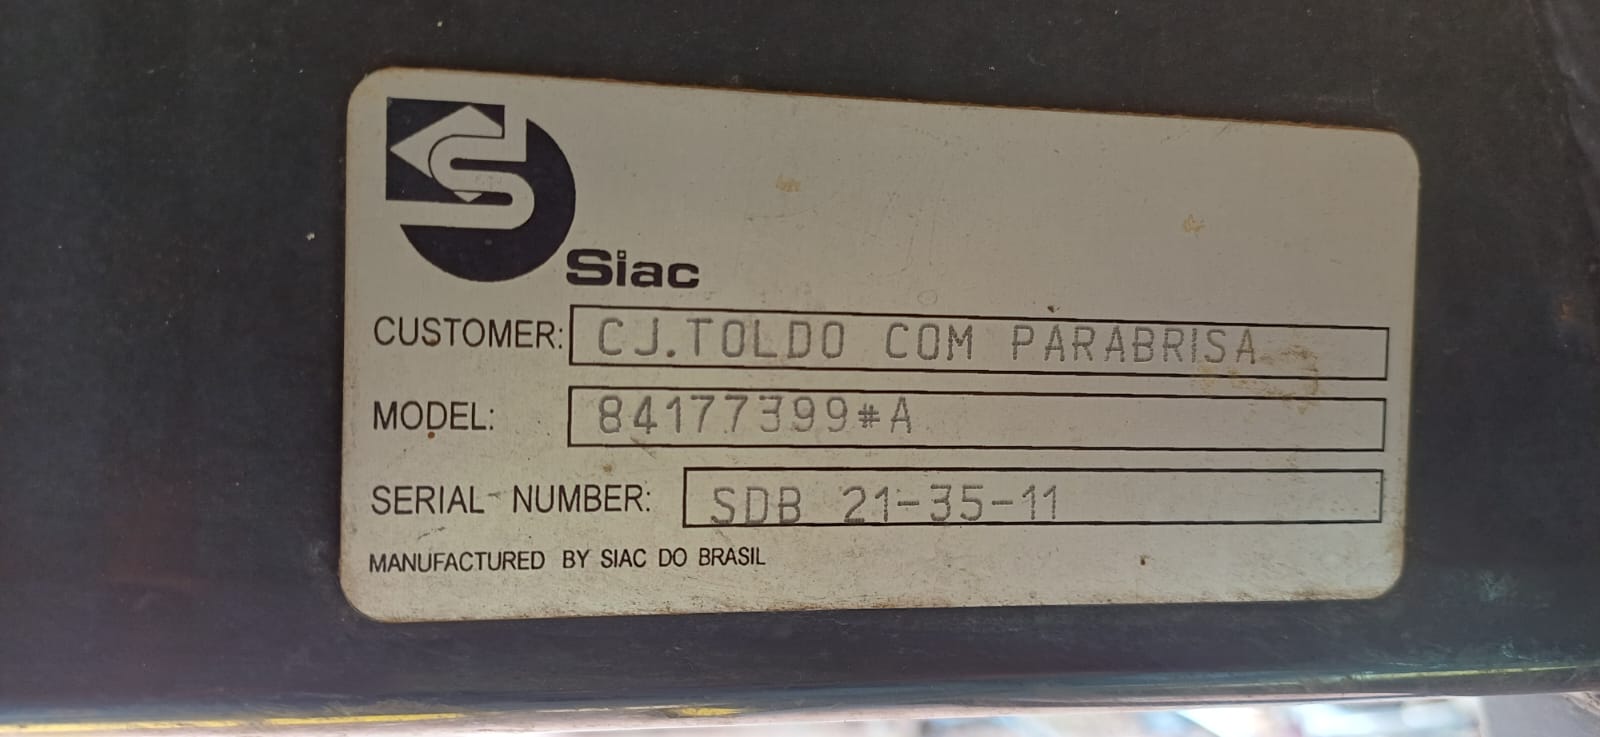 Siac
CUSTOMER: CJ.TOLDO COM PARABRISA
MODEL: 84177399#A
SERIAL NUMBER: SDB 21-35-11
MANUFACTURED BY SIAC DO BRASIL